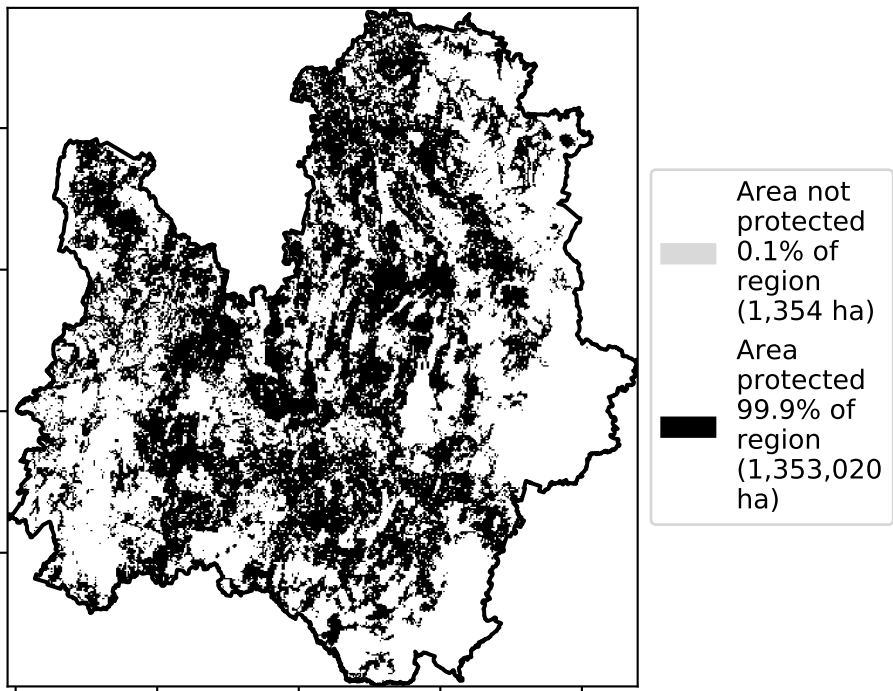 Area not
protected
0.1% of
region
(1,354 ha)
Area
protected
99.9% of
region
(1,353,020
ha)